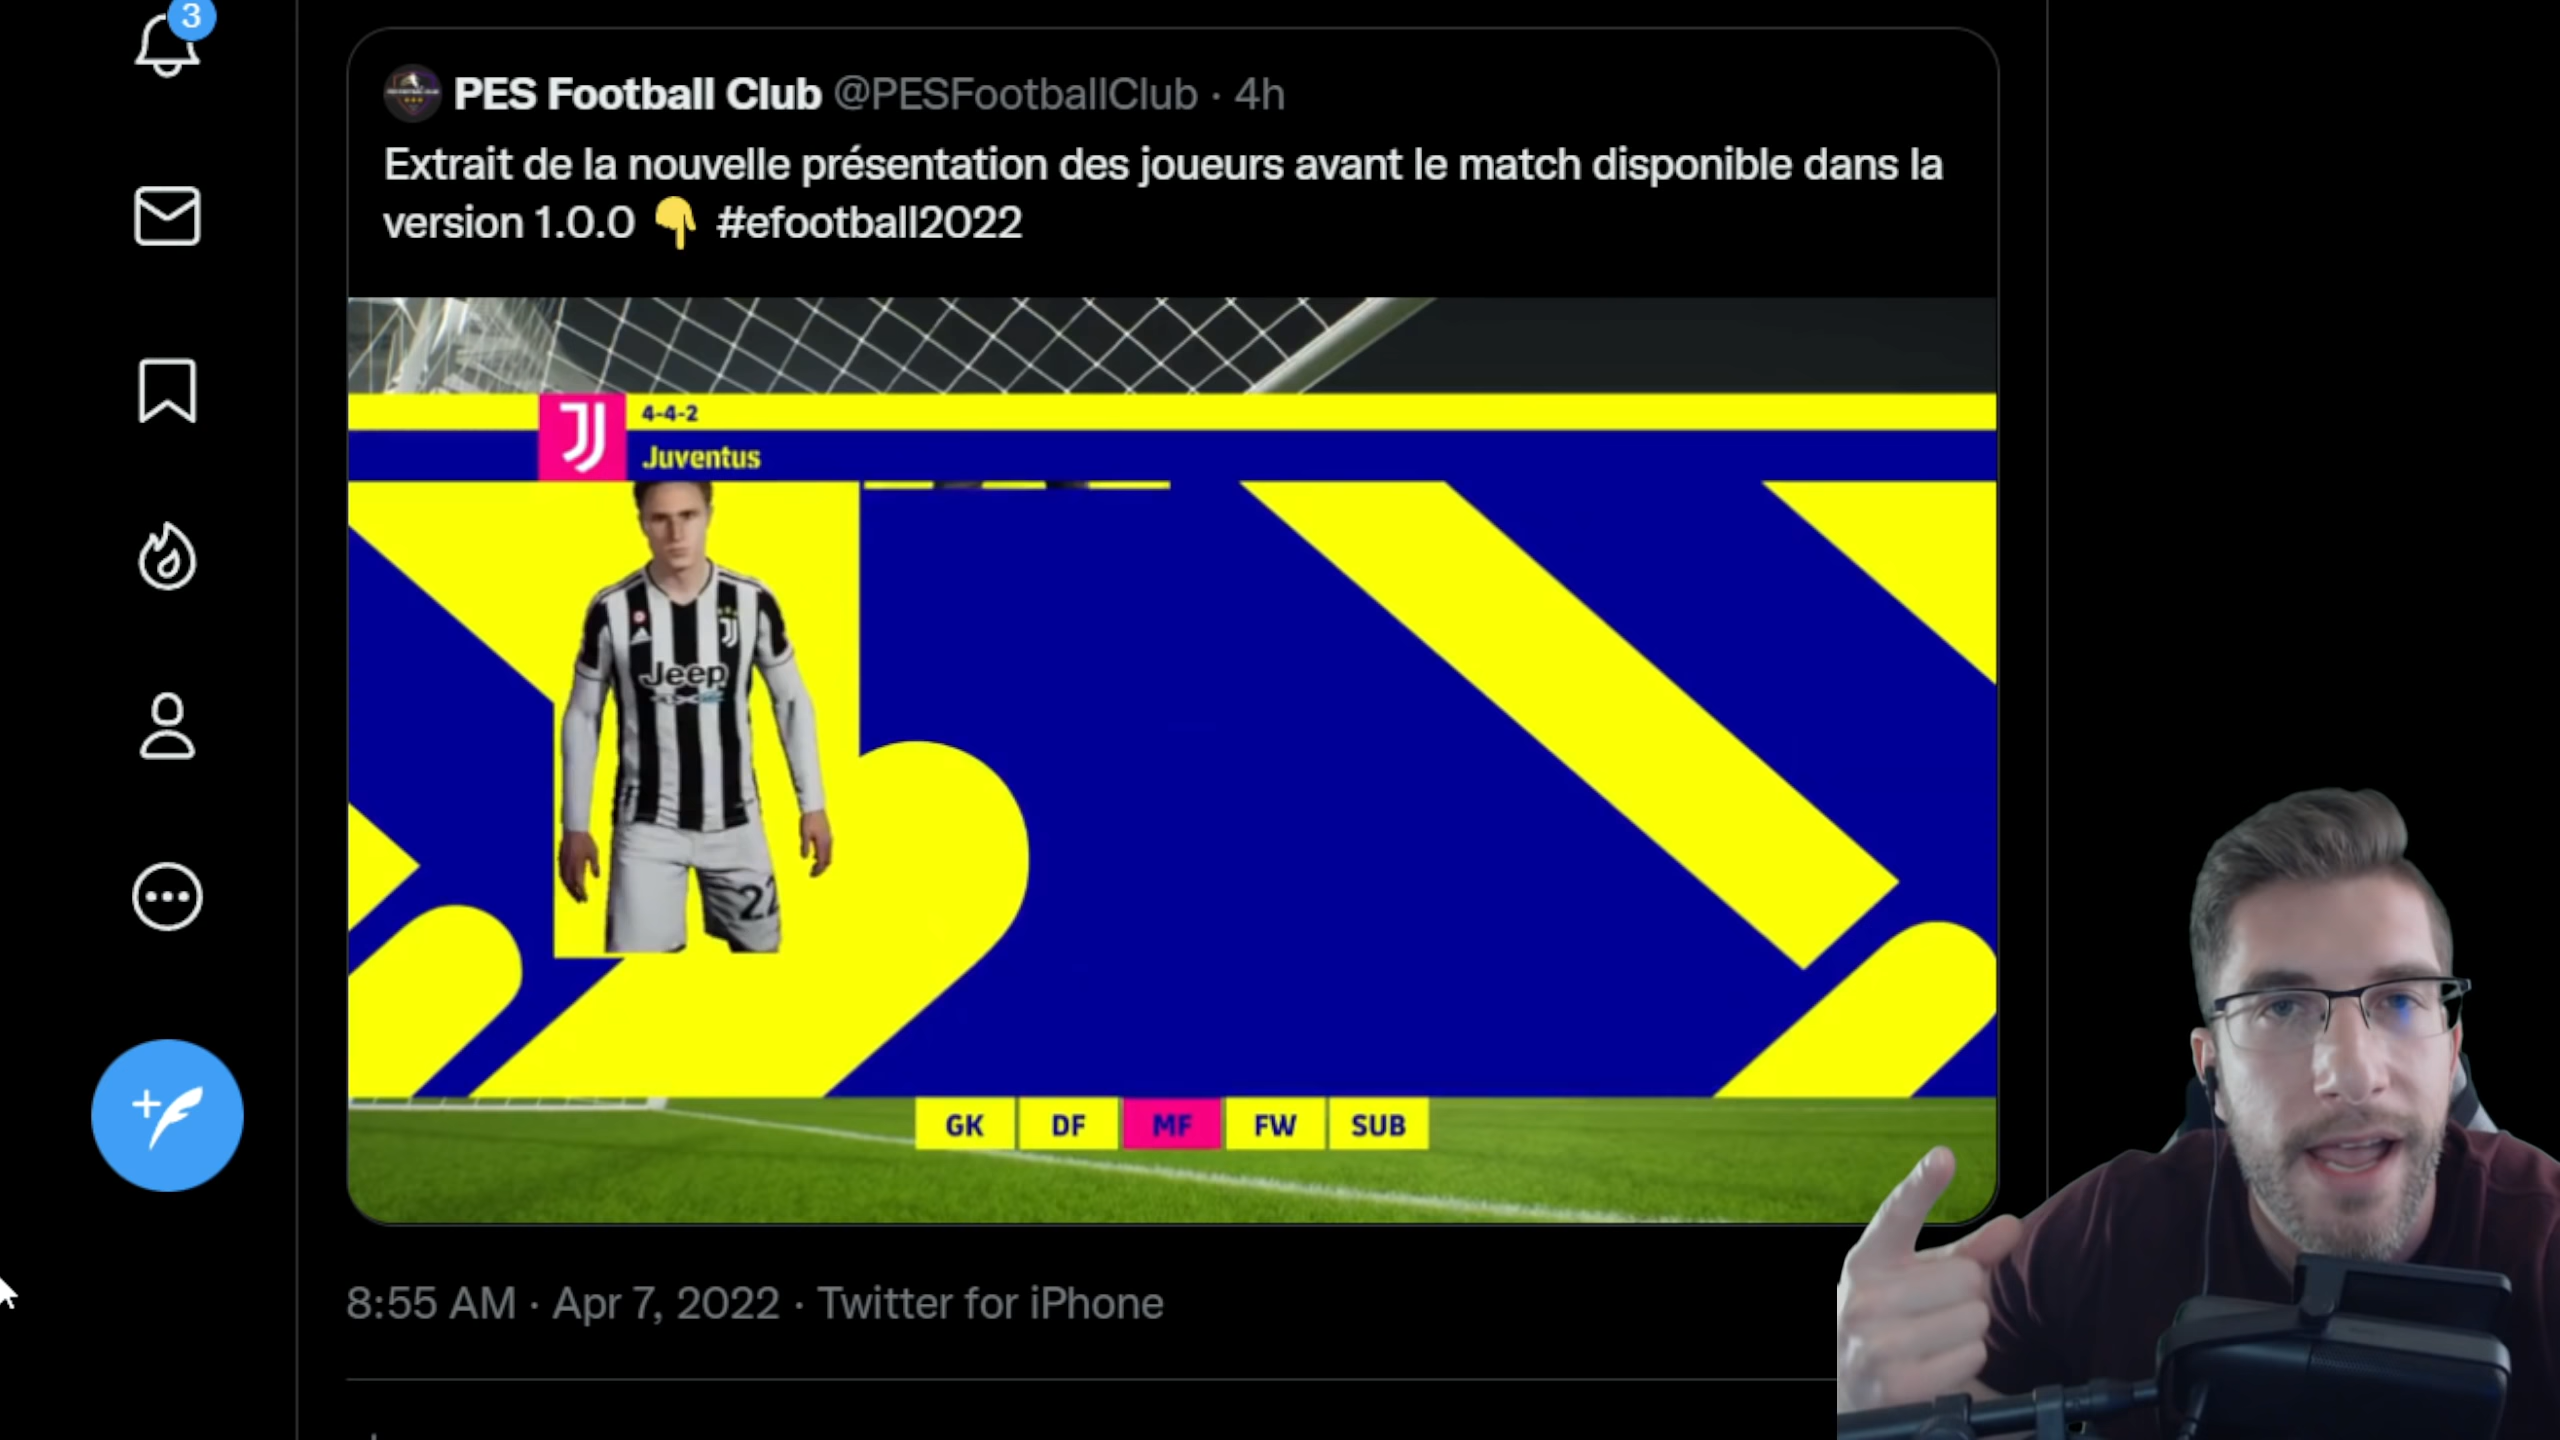 3
PES Football Club @PESFootballClub · 4h
Extrait de la nouvelle présentation des joueurs avant le match disponible dans la
version 1.0.0 👇 #efootball2022
4-4-2
Juventus
Jeep
22
GK DF MF FW SUB
8:55 AM · Apr 7, 2022 · Twitter for iPhone